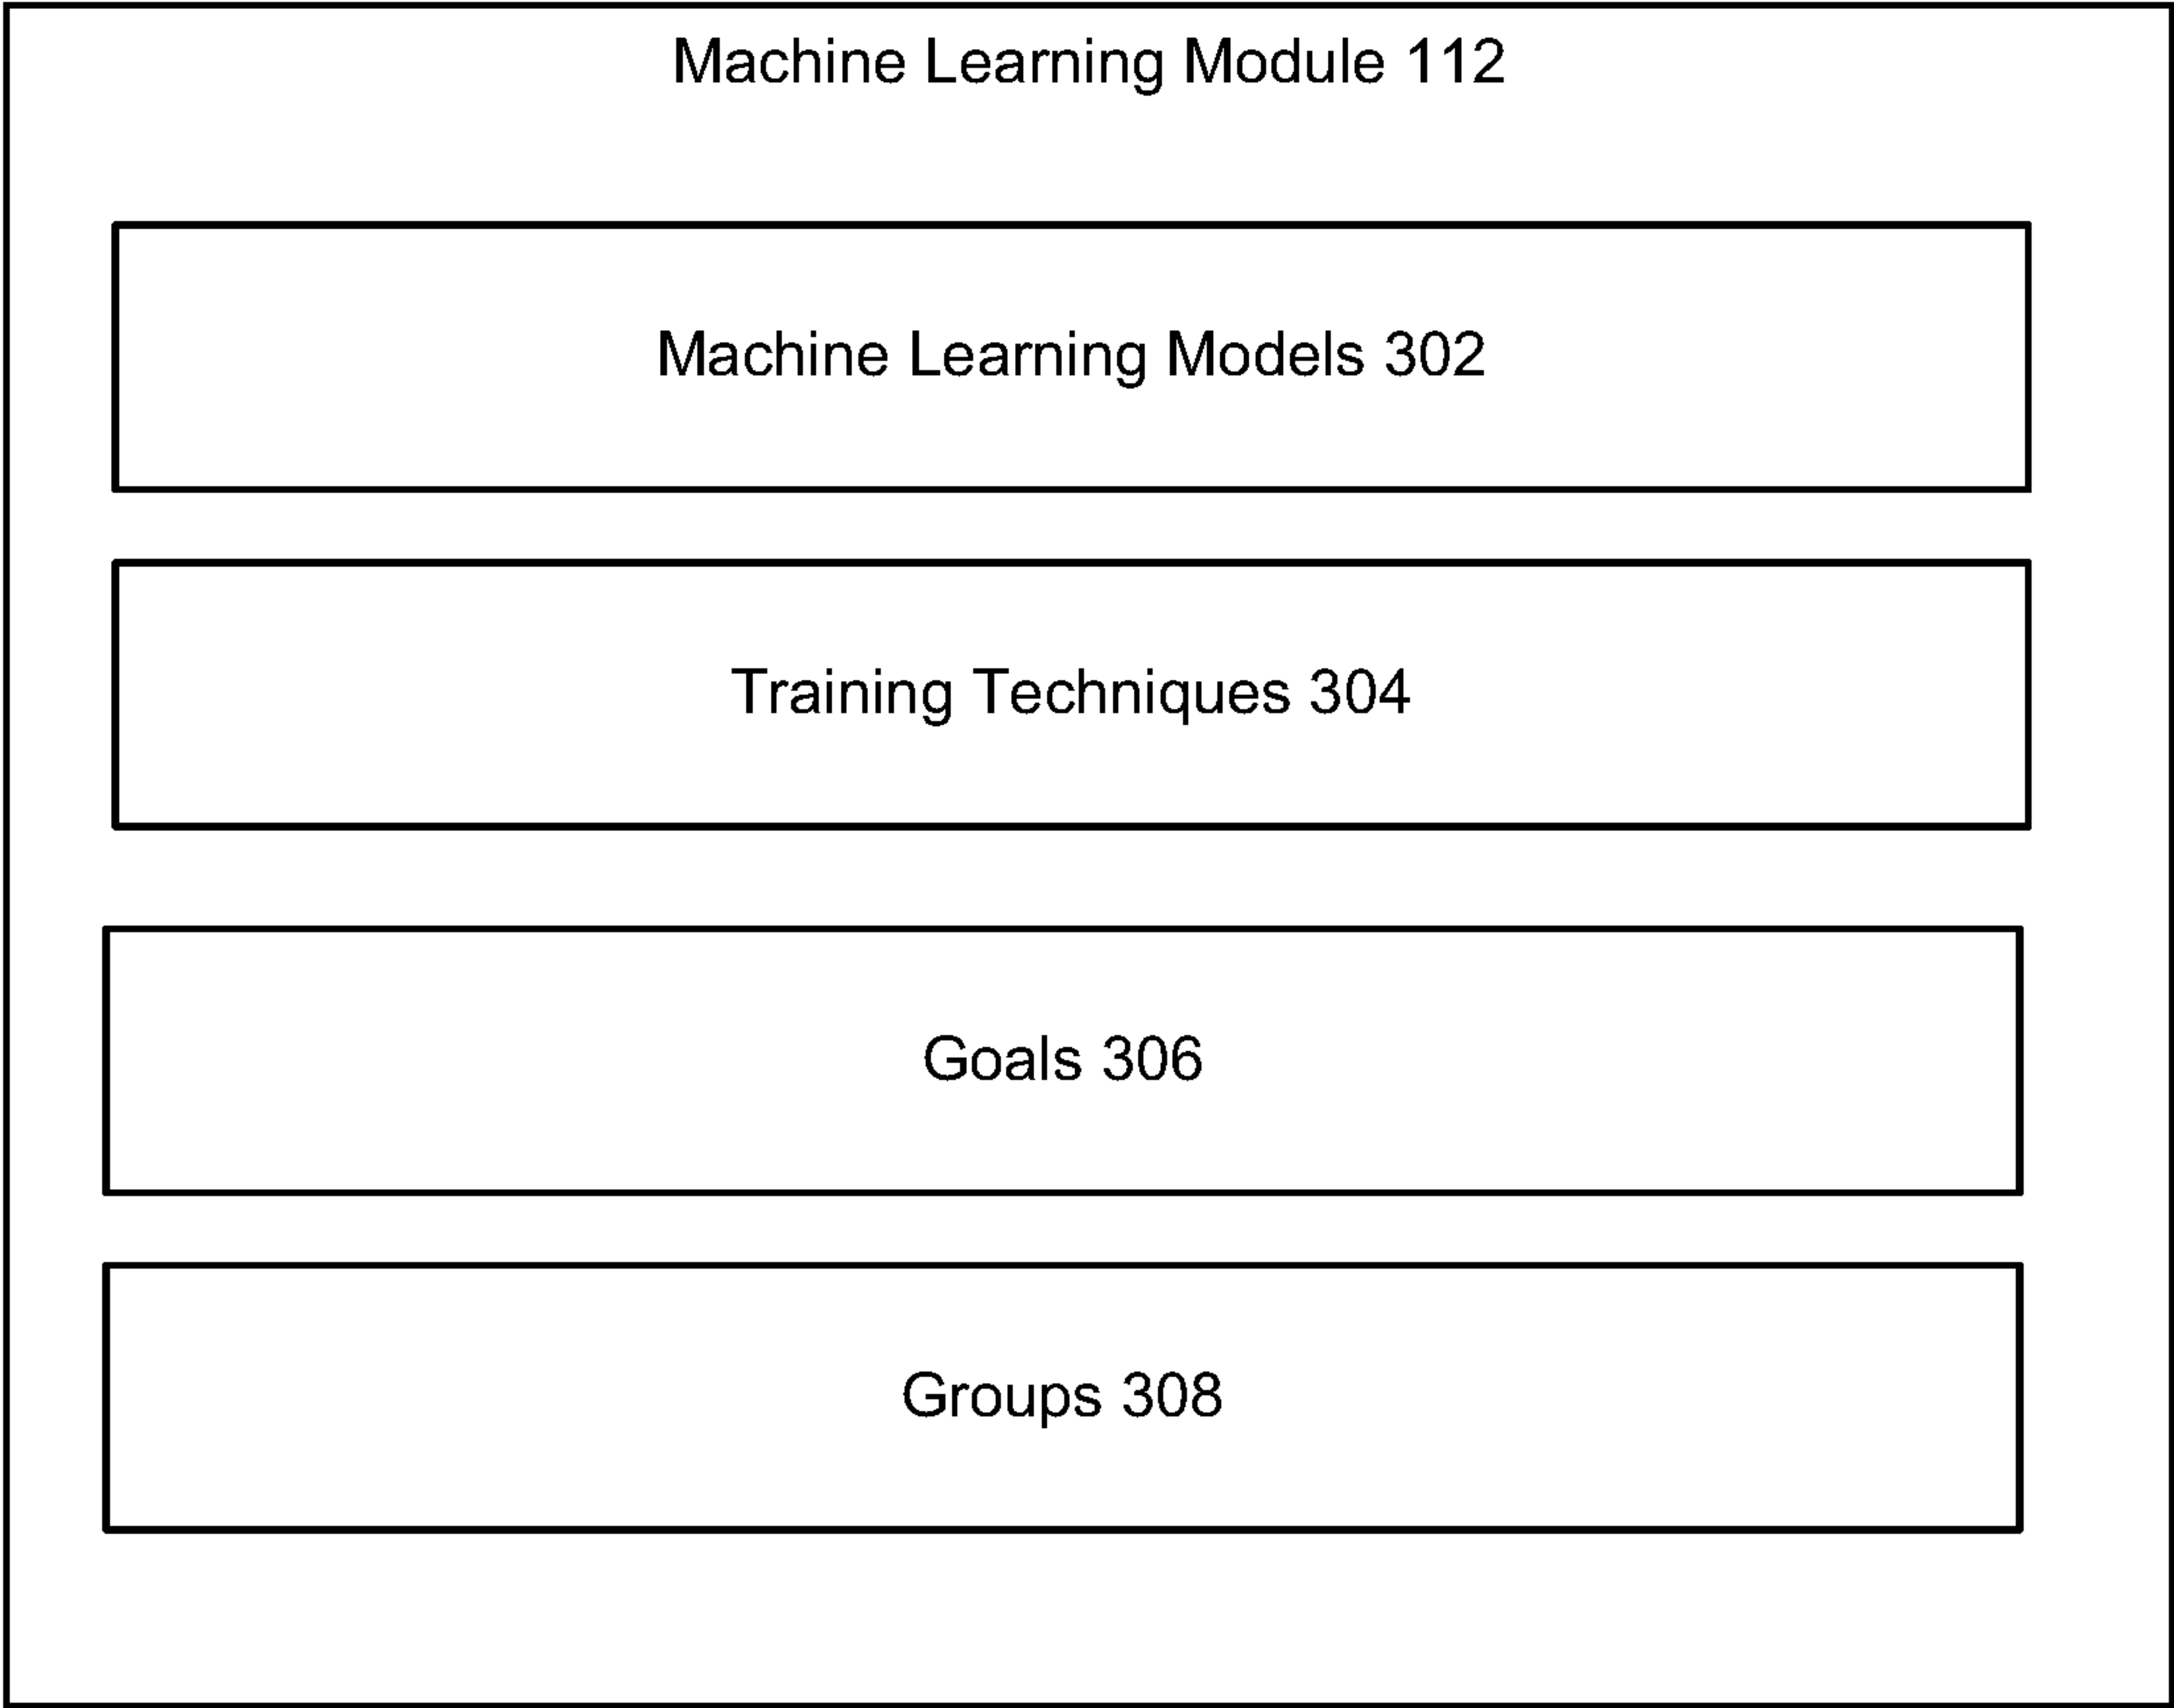 Machine Learning Module 112
Machine Learning Models 302
Training Techniques 304
Goals 306
Groups 308